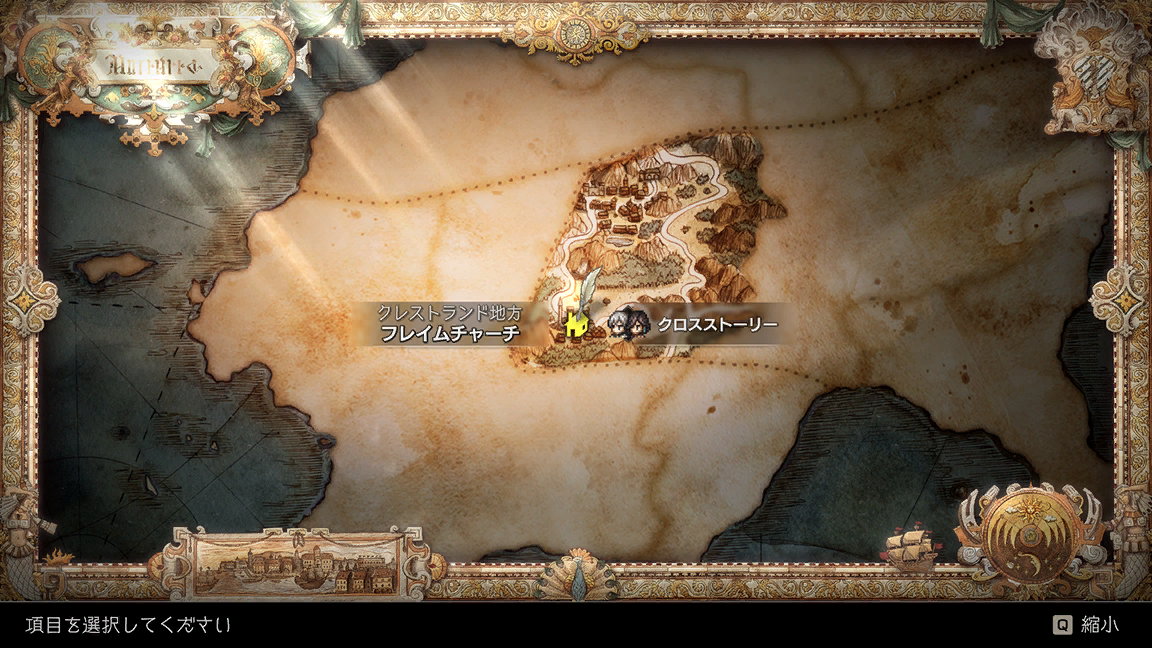 クレストランド地方
フレイムチャーチ
クロスストーリー
項目を選択してください
Q 縮小